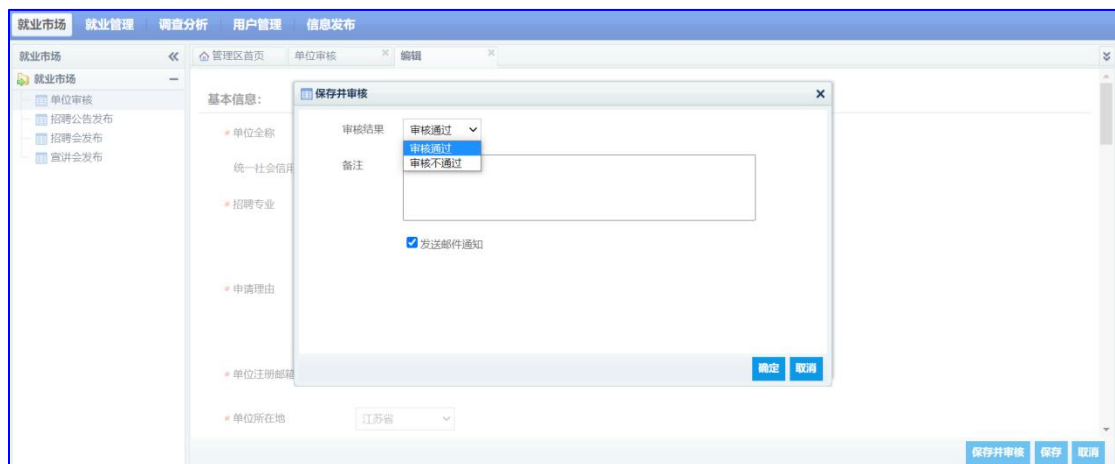 就业市场 就业管理 调查分析 用户管理 信息发布
就业市场 管理区首页 单位审核 编辑
就业市场
单位审核
招聘公告发布
招聘会发布
宣讲会发布
基本信息：
*单位全称
统一社会信用
*招聘专业
*申请理由
*单位注册邮箱
*单位所在地 江苏省
保存并审核
审核结果 审核通过
审核通过
审核不通过
备注
发送邮件通知
确定 取消
保存并审核 保存 取消